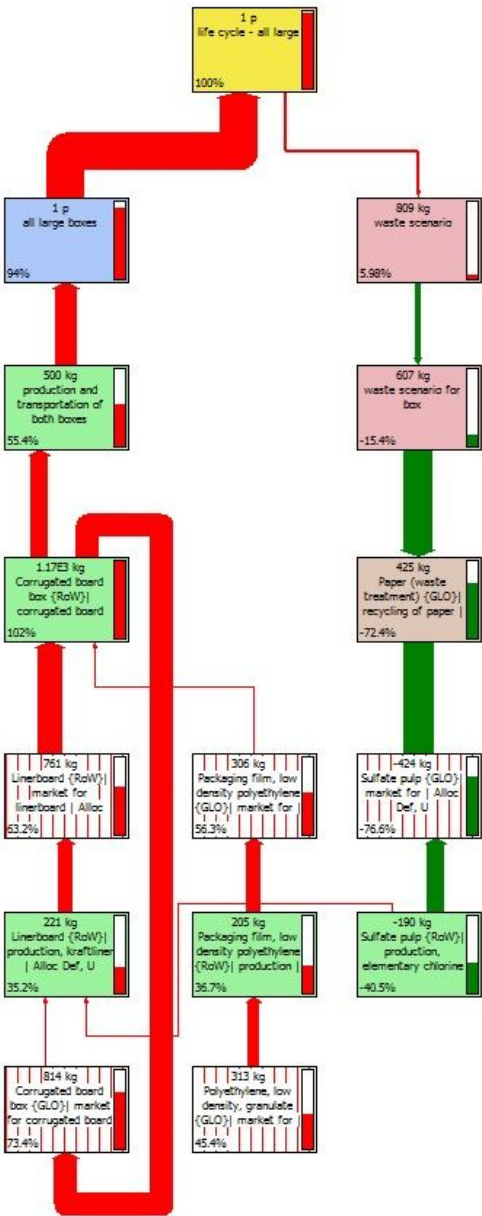 1 p
life cycle - all large
100%
1 p
all large boxes
94%
809 kg
waste scenario
5.98%
500 kg
production and
transportation of
both boxes
55.4%
607 kg
waste scenario for
box
-15.4%
1.17E3 kg
Corrugated board
box {RoW}|
corrugated board
102%
425 kg
Paper (waste
treatment) {GLO}|
recycling of paper |
-72.4%
761 kg
Linerboard {RoW}|
market for
linerboard | Alloc
63.2%
306 kg
Packaging film, low
density polyethylene
{GLO}| market for |
56.3%
-424 kg
Sulfate pulp {GLO}|
market for | Alloc
Def, U
-76.6%
221 kg
Linerboard {RoW}|
production, kraftliner
| Alloc Def, U
35.2%
205 kg
Packaging film, low
density polyethylene
{RoW}| production |
36.7%
-190 kg
Sulfate pulp {RoW}|
production,
elementary chlorine
-40.5%
814 kg
Corrugated board
box {GLO}| market
for corrugated board
73.4%
313 kg
Polyethylene, low
density, granulate
{GLO}| market for |
45.4%